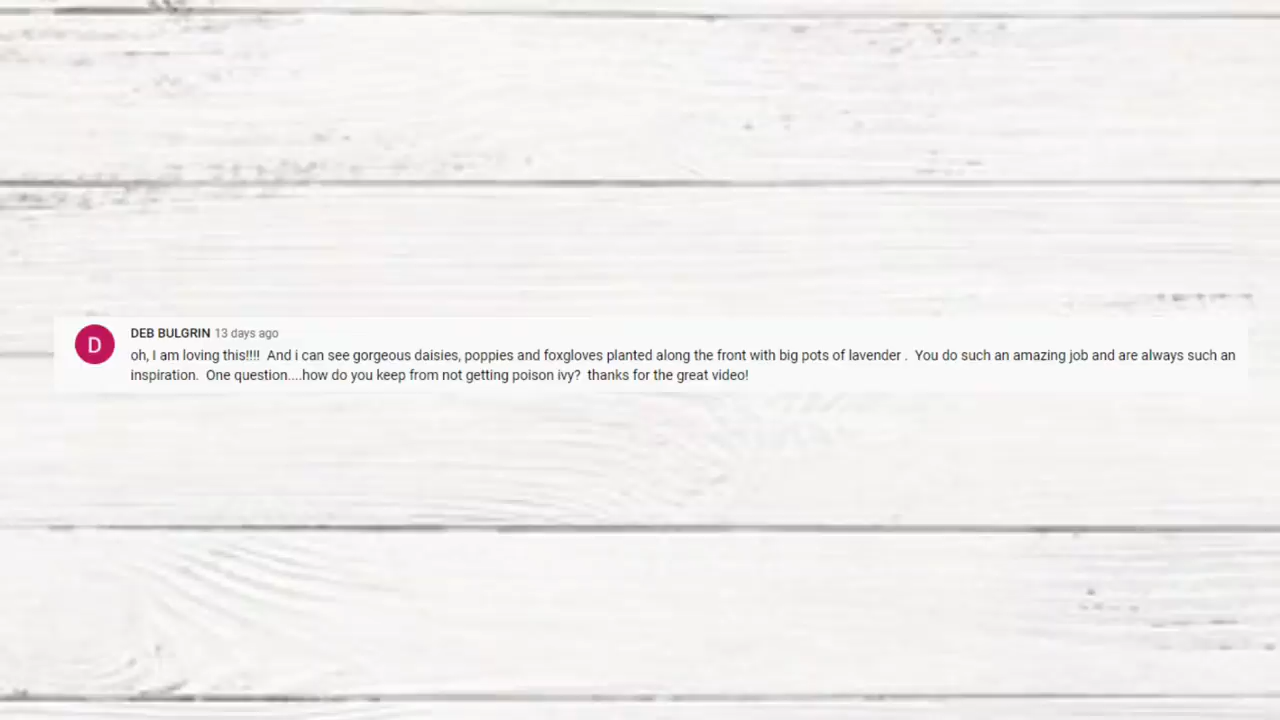 D
DEB BULGRIN 13 days ago
oh, I am loving this!!!!  And i can see gorgeous daisies, poppies and foxgloves planted along the front with big pots of lavender .  You do such an amazing job and are always such an
inspiration.  One question....how do you keep from not getting poison ivy?  thanks for the great video!